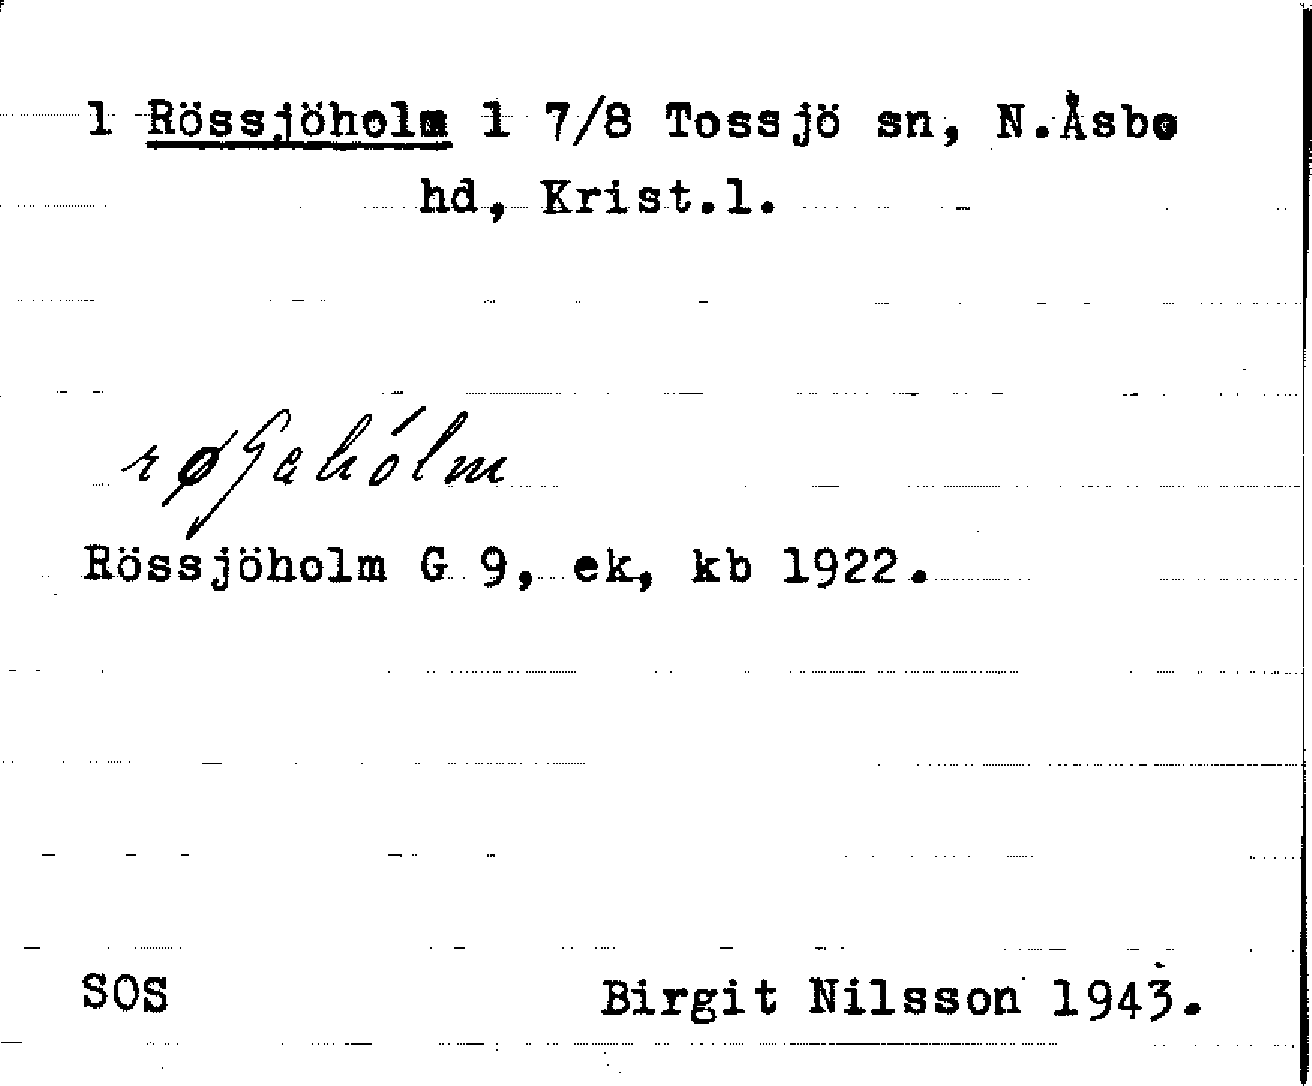 1 Rössjöholm 1 7/8 Tossjö sn, N.Åsbo
hd, Krist.l.
Rössjöholm G 9, ek, kb 1922.
SOS Birgit Nilsson 1943.